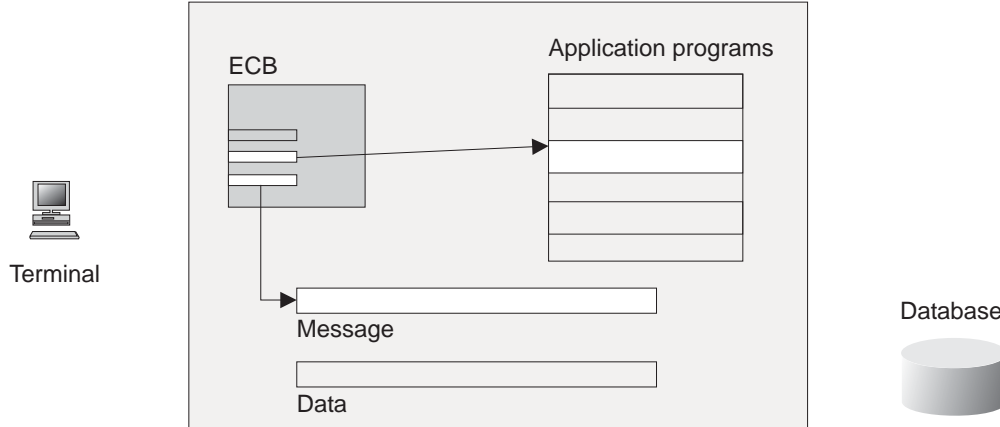 Application programs
ECB
Terminal
Database
Message
Data